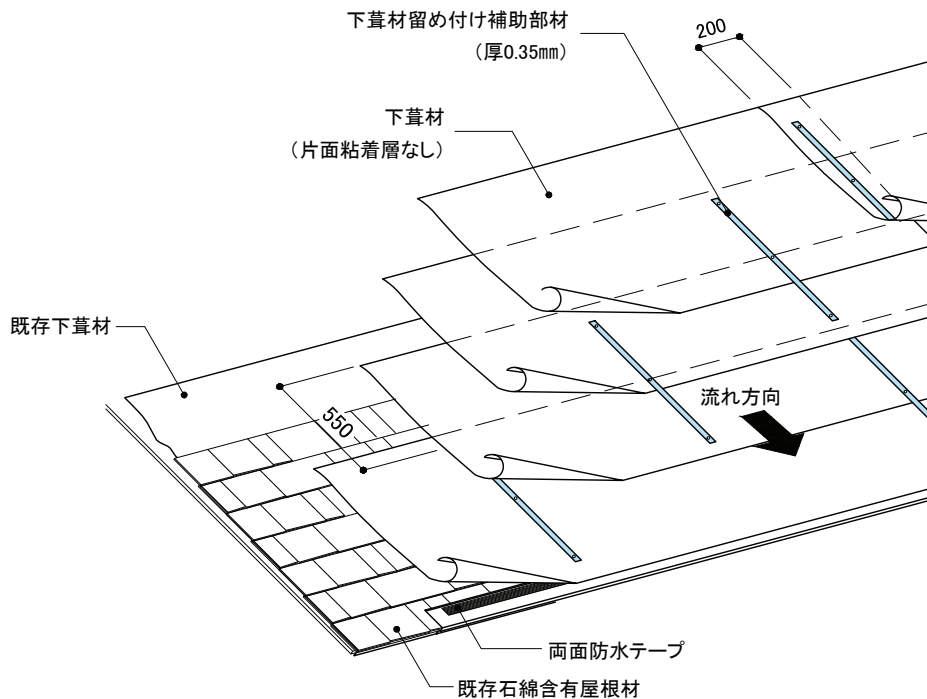 下葺材留め付け補助部材
（厚0.35㎜）
200
下葺材
（片面粘着層なし）
既存下葺材
流れ方向
550
両面防水テープ
既存石綿含有屋根材